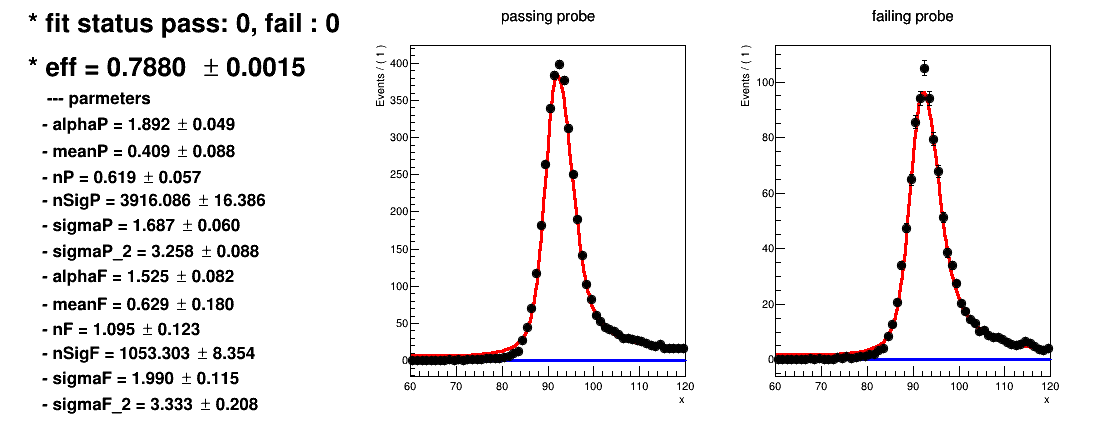 * fit status pass: 0, fail : 0
* eff = 0.7880 ± 0.0015
--- parmeters
- alphaP = 1.892 ± 0.049
- meanP = 0.409 ± 0.088
- nP = 0.619 ± 0.057
- nSigP = 3916.086 ± 16.386
- sigmaP = 1.687 ± 0.060
- sigmaP_2 = 3.258 ± 0.088
- alphaF = 1.525 ± 0.082
- meanF = 0.629 ± 0.180
- nF = 1.095 ± 0.123
- nSigF = 1053.303 ± 8.354
- sigmaF = 1.990 ± 0.115
- sigmaF_2 = 3.333 ± 0.208
passing probe
Events / ( 1 )
400
350
300
250
200
150
100
50
0
60 70 80 90 100 110 120
x
failing probe
Events / ( 1 )
100
80
60
40
20
0
60 70 80 90 100 110 120
x